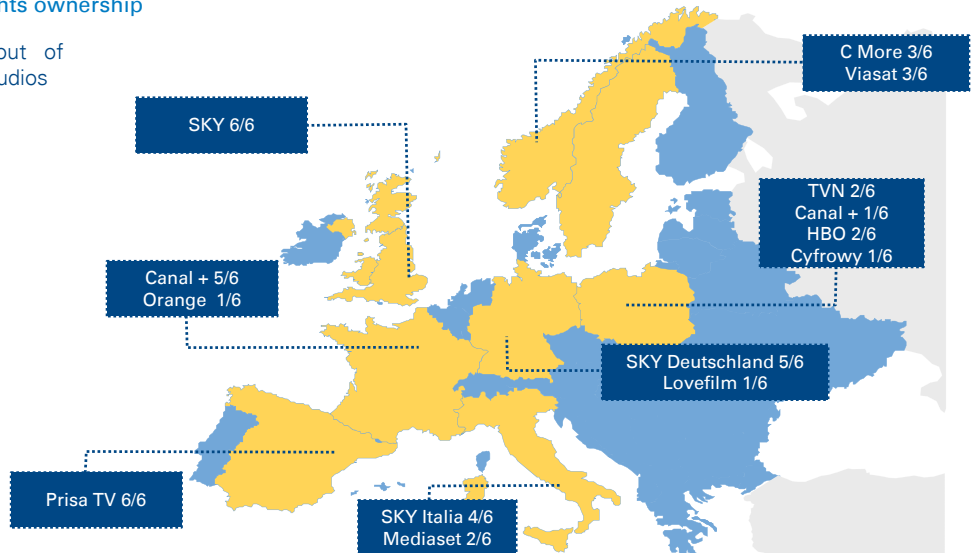 ownership
out of
C More 3/6
Viasat 3/6
SKY 6/6
TVN 2/6
Canal + 1/6
HBO 2/6
Cyfrowy 1/6
Canal + 5/6
Orange 1/6
SKY Deutschland 5/6
Lovefilm 1/6
Prisa TV 6/6
SKY Italia 4/6
Mediaset 2/6